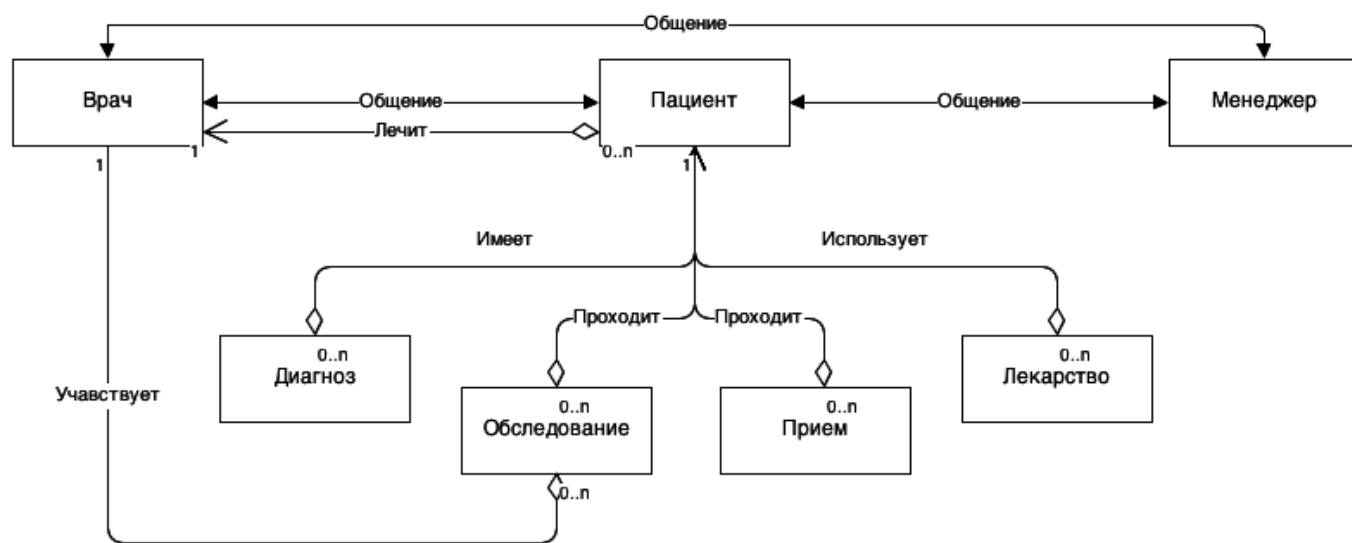 Общение
Врач
Общение
Пациент
Общение
Менеджер
Лечит
1
0..n
1
1
Имеет
Использует
Проходит
Проходит
0..n
Диагноз
0..n
Лекарство
Учавствует
0..n
Обследование
0..n
Прием
0..n